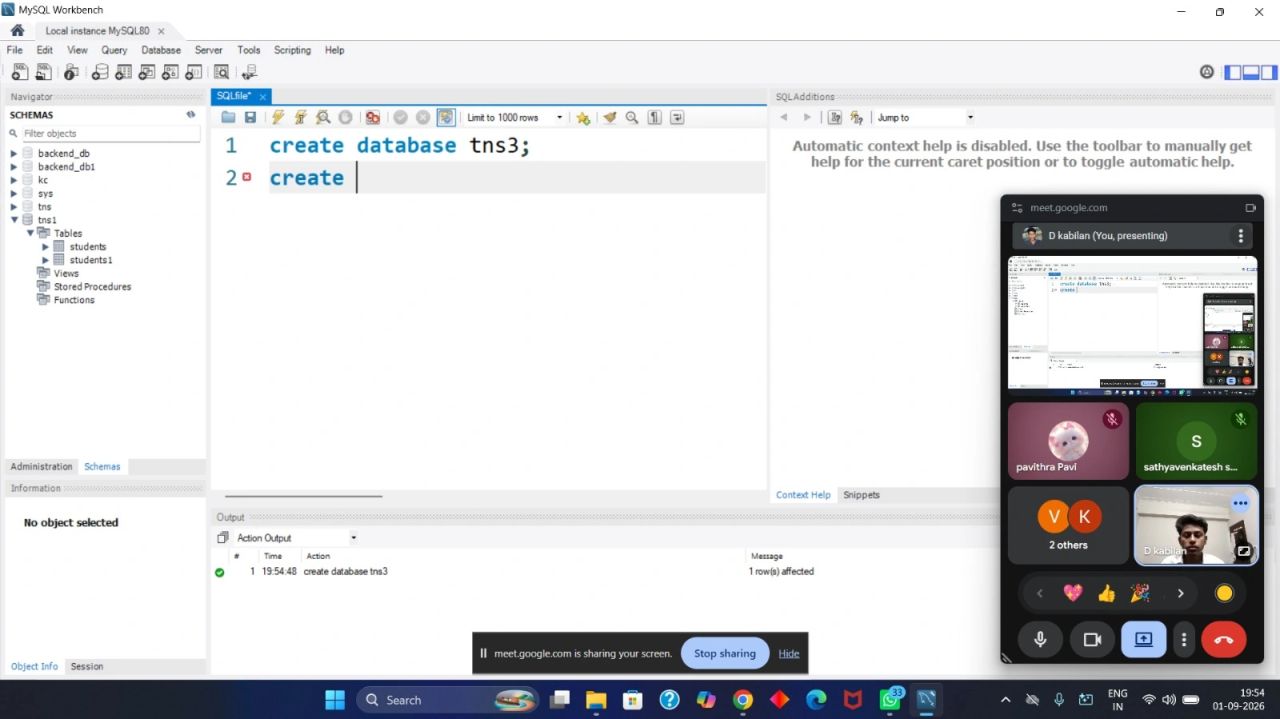 MySQL Workbench
Local instance MySQL80
File Edit View Query Database Server Tools Scripting Help
Navigator
SCHEMAS
Filter objects
backend_db
backend_db1
kc
sys
tns
tns1
Tables
students
students1
Views
Stored Procedures
Functions
Administration Schemas
Information
No object selected
Object Info Session
SQLfile*
Limit to 1000 rows
1 create database tns3;
2 create
Output
Action Output
# Time Action Message
1 19:54:48 create database tns3 1 row(s) affected
SQLAdditions
Jump to
Automatic context help is disabled. Use the toolbar to manually get
help for the current caret position or to toggle automatic help.
Context Help Snippets
meet.google.com
D kabilan (You, presenting)
create database tns3;
create
pavithra Pavi
S
sathyavenkatesh s...
V K
2 others
D kabilan
meet.google.com is sharing your screen. Stop sharing Hide
Search
33
ENG
IN
19:54
01-09-2026